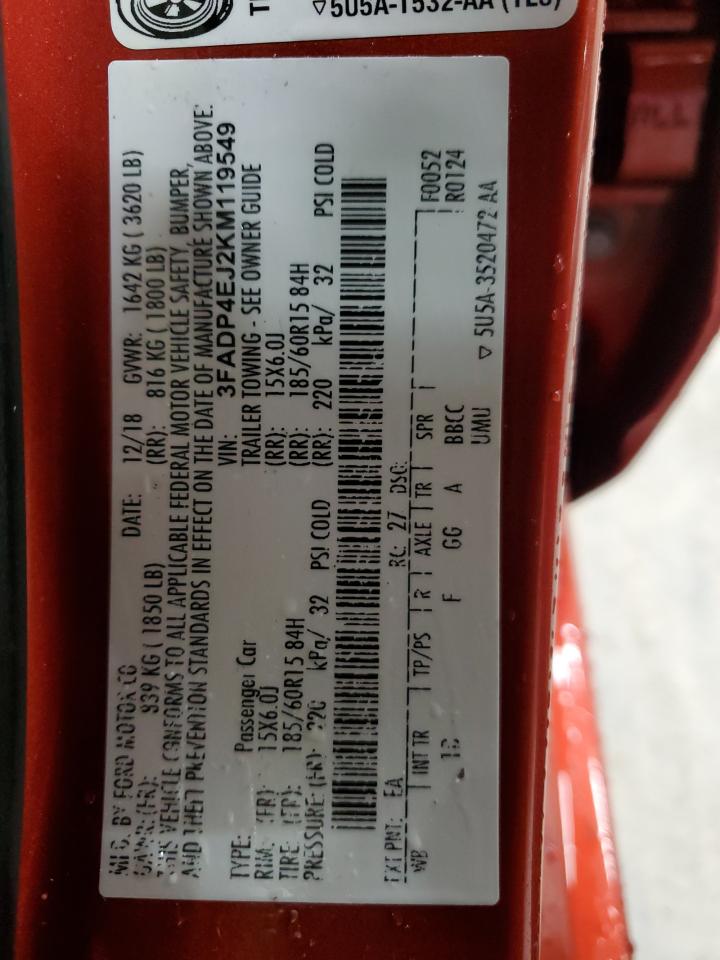 5U5A-1532-AA
MFD. BY FORD MOTOR CO
DATE: 12/18 GVWR: 1642 KG ( 3620 LB)
GAWR: (FR): 839 KG ( 1850 LB) (RR): 816 KG ( 1800 LB)
THIS VEHICLE CONFORMS TO ALL APPLICABLE FEDERAL MOTOR VEHICLE SAFETY, BUMPER,
AND THEFT PREVENTION STANDARDS IN EFFECT ON THE DATE OF MANUFACTURE SHOWN ABOVE.
VIN: 3FADP4EJ2KM119549
TYPE: Passenger Car TRAILER TOWING - SEE OWNER GUIDE
RIM: (FR): 15X6.0J (RR): 15X6.0J
TIRE: (FR): 185/60R15 84H (RR): 185/60R15 84H
PRESSURE: (FR): 220 kPa/ 32 PSI COLD (RR): 220 kPa/ 32 PSI COLD
EXT PNT: EA RC: 27 DSO: F0052
WB INT TR TP/PS R AXLE TR SPR R0124
F GG A BBCC
UMU
▽ 5U5A-3520472 AA